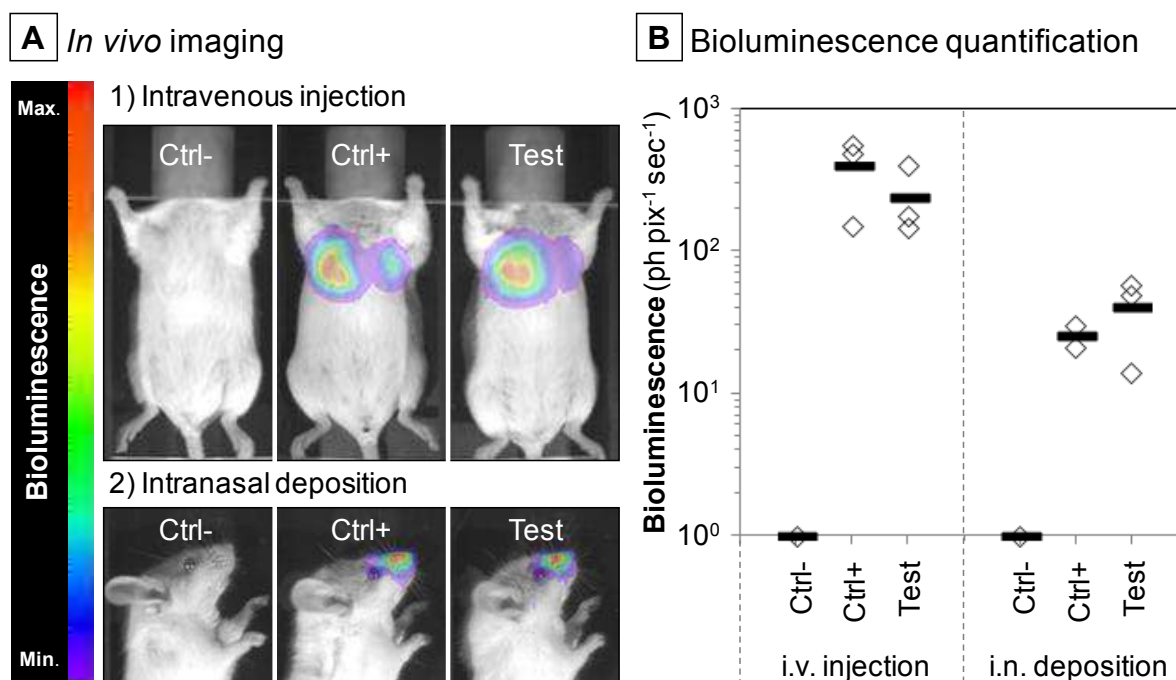 A In vivo imaging
Max.
Bioluminescence
Min.
1) Intravenous injection
Ctrl- Ctrl+ Test
2) Intranasal deposition
Ctrl- Ctrl+ Test
B Bioluminescence quantification
Bioluminescence (ph pix⁻¹ sec⁻¹)
10³
10²
10¹
10⁰
Ctrl- Ctrl+ Test Ctrl- Ctrl+ Test
i.v. injection i.n. deposition